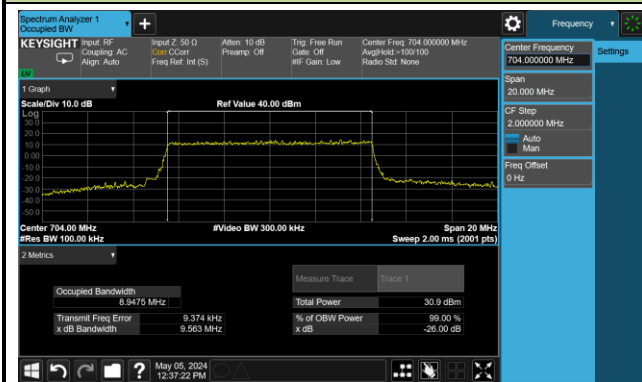 Spectrum Analyzer 1
Occupied BW
Frequency
KEYSIGHT
Input: RF
Coupling: AC
Align: Auto
Input Z: 50 Ω
Corr CCorr
Freq Ref: Int (S)
Atten: 10 dB
Preamp: Off
Trig: Free Run
Gate: Off
#IF Gain: Low
Center Freq: 704.000000 MHz
Avg|Hold:>100/100
Radio Std: None
Center Frequency
704.000000 MHz
Settings
Span
20.000 MHz
CF Step
2.000000 MHz
Auto
Man
Freq Offset
0 Hz
1 Graph
Scale/Div 10.0 dB
Ref Value 40.00 dBm
Log
30.0
20.0
10.0
0.00
-10.0
-20.0
-30.0
-40.0
-50.0
Center 704.00 MHz
#Video BW 300.00 kHz
Span 20 MHz
#Res BW 100.00 kHz
Sweep 2.00 ms (2001 pts)
2 Metrics
Measure Trace
Trace 1
Occupied Bandwidth
8.9475 MHz
Total Power
30.9 dBm
Transmit Freq Error
9.374 kHz
% of OBW Power
99.00 %
x dB Bandwidth
9.563 MHz
x dB
-26.00 dB
May 05, 2024
12:37:22 PM